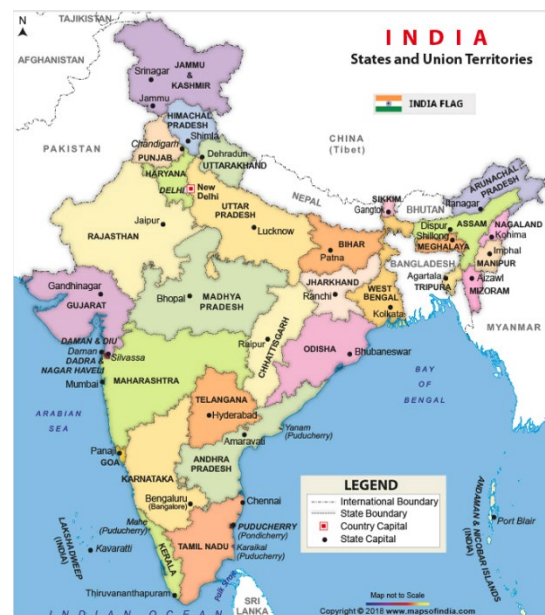 TAJIKISTAN
N
INDIA
States and Union Territories
AFGHANISTAN
JAMMU
&
KASHMIR
Srinagar
Jammu
INDIA FLAG
HIMACHAL
PRADESH
Shimla
CHINA
(Tibet)
Chandigarh
PUNJAB
Dehradun
UTTARAKHAND
PAKISTAN
HARYANA
DELHI
New
Delhi
ARUNACHAL
PRADESH
NEPAL
SIKKIM
Gangtok
BHUTAN
Itanagar
UTTAR
PRADESH
Lucknow
Jaipur
RAJASTHAN
ASSAM
Dispur
NAGALAND
Kohima
Shillong
MEGHALAYA
BIHAR
Patna
Imphal
MANIPUR
BANGLADESH
Agartala
TRIPURA
Aizawl
MIZORAM
JHARKHAND
Ranchi
WEST
BENGAL
Kolkata
Gandhinagar
GUJARAT
Bhopal
MADHYA
PRADESH
MYANMAR
CHHATTISGARH
Raipur
ODISHA
Bhubaneswar
DAMAN & DIU
Daman
DADRA &
NAGAR HAVELI
Silvassa
Mumbai
MAHARASHTRA
BAY
OF
BENGAL
ARABIAN
SEA
TELANGANA
Hyderabad
Yanam
(Puducherry)
Amaravati
Panaji
GOA
KARNATAKA
ANDHRA
PRADESH
Bengaluru
(Bangalore)
Chennai
LEGEND
International Boundary
State Boundary
Country Capital
State Capital
Mahe
(Puducherry)
PUDUCHERRY
(Pondicherry)
Karaikal
(Puducherry)
TAMIL NADU
KERALA
LAKSHADWEEP
(INDIA)
Kavaratti
ANDAMAN & NICOBAR ISLANDS
(INDIA)
Port Blair
Thiruvananthapuram
Palk Strait
SRI
LANKA
INDIAN OCEAN
Map not to Scale
Copyright © 2018 www.mapsofindia.com